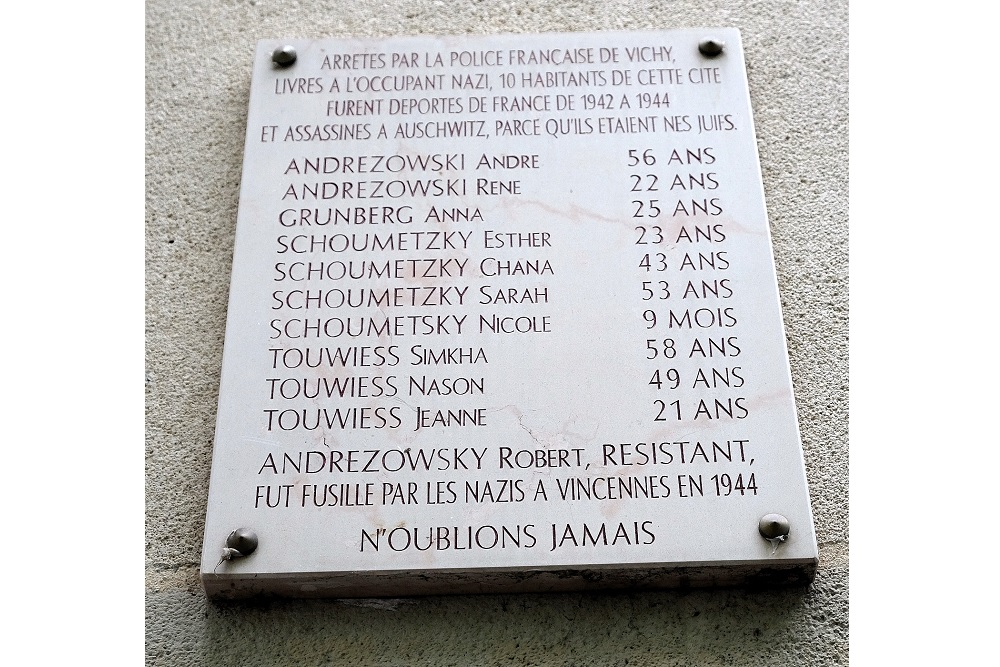 ARRETES PAR LA POLICE FRANÇAISE DE VICHY,
LIVRES A L'OCCUPANT NAZI, 10 HABITANTS DE CETTE CITE
FURENT DEPORTES DE FRANCE DE 1942 A 1944
ET ASSASSINES A AUSCHWITZ, PARCE QU'ILS ETAIENT NES JUIFS.
ANDREZOWSKI ANDRE 56 ANS
ANDREZOWSKI RENE 22 ANS
GRUNBERG ANNA 25 ANS
SCHOUMETZKY ESTHER 23 ANS
SCHOUMETZKY CHANA 43 ANS
SCHOUMETZKY SARAH 53 ANS
SCHOUMETSKY NICOLE 9 MOIS
TOUWIESS SIMKHA 58 ANS
TOUWIESS NASON 49 ANS
TOUWIESS JEANNE 21 ANS
ANDREZOWSKY ROBERT, RESISTANT,
FUT FUSILLE PAR LES NAZIS A VINCENNES EN 1944
N'OUBLIONS JAMAIS